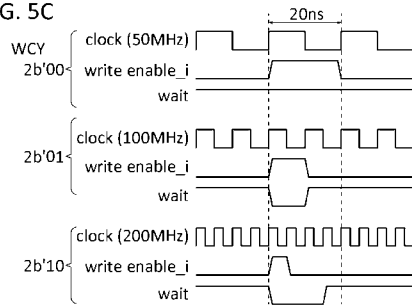 G. 5C
20ns
WCY
clock (50MHz)
2b'00
write enable_i
wait
clock (100MHz)
2b'01
write enable_i
wait
clock (200MHz)
2b'10
write enable_i
wait